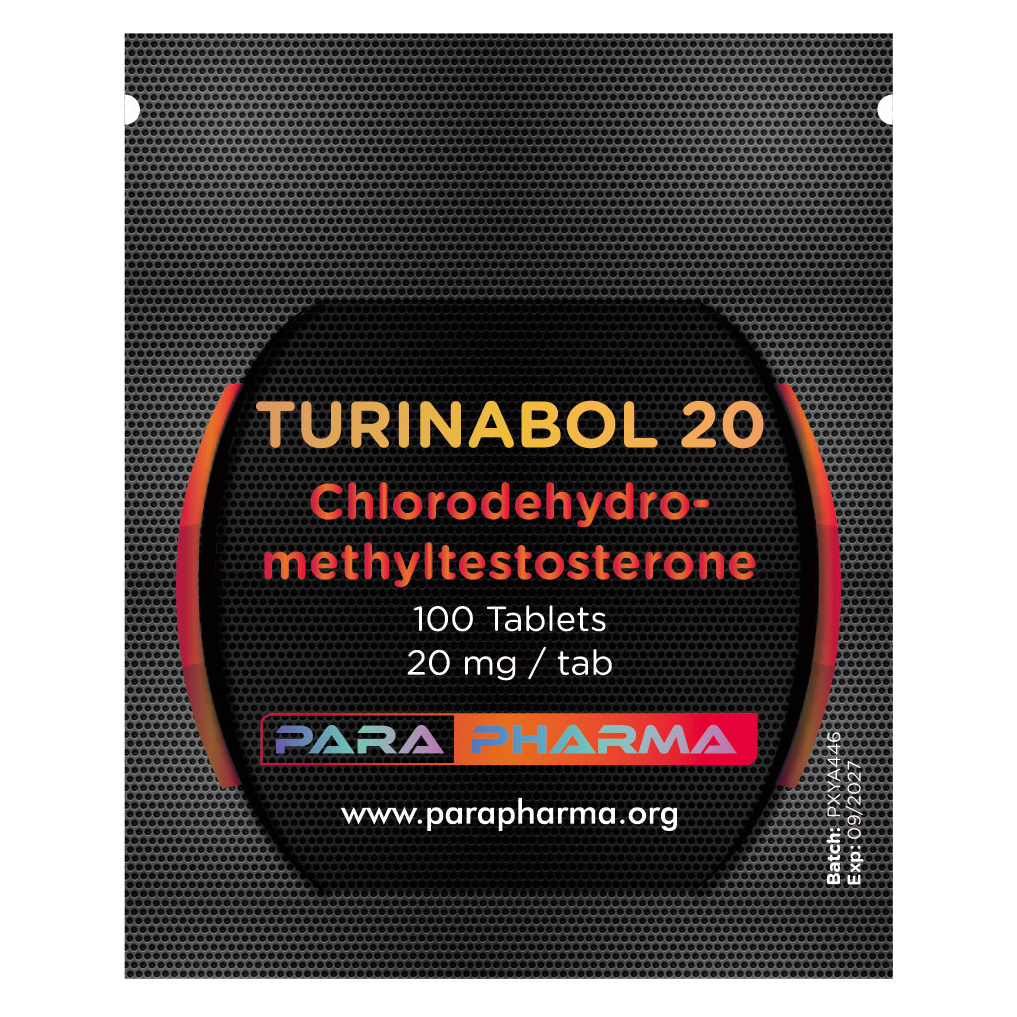 TURINABOL 20
Chlorodehydro-
methyltestosterone
100 Tablets
20 mg / tab
PARA PHARMA
www.parapharma.org
Batch: PXYA446
Exp: 09/2027